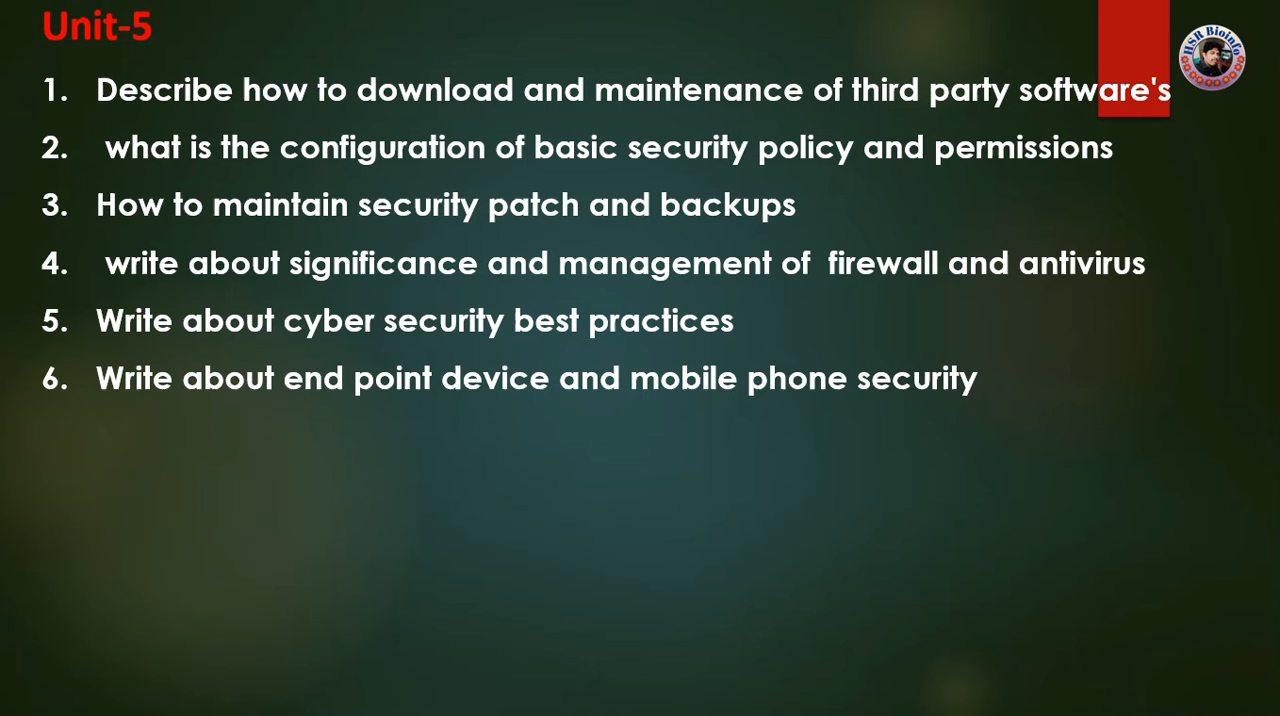 Unit-5
HSR Bioinfo
1. Describe how to download and maintenance of third party software's
2. what is the configuration of basic security policy and permissions
3. How to maintain security patch and backups
4. write about significance and management of firewall and antivirus
5. Write about cyber security best practices
6. Write about end point device and mobile phone security